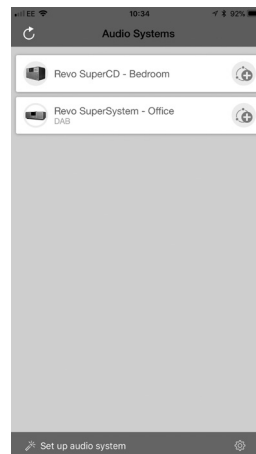 EE 10:34 92%
Audio Systems
Revo SuperCD - Bedroom
Revo SuperSystem - Office
DAB
Set up audio system